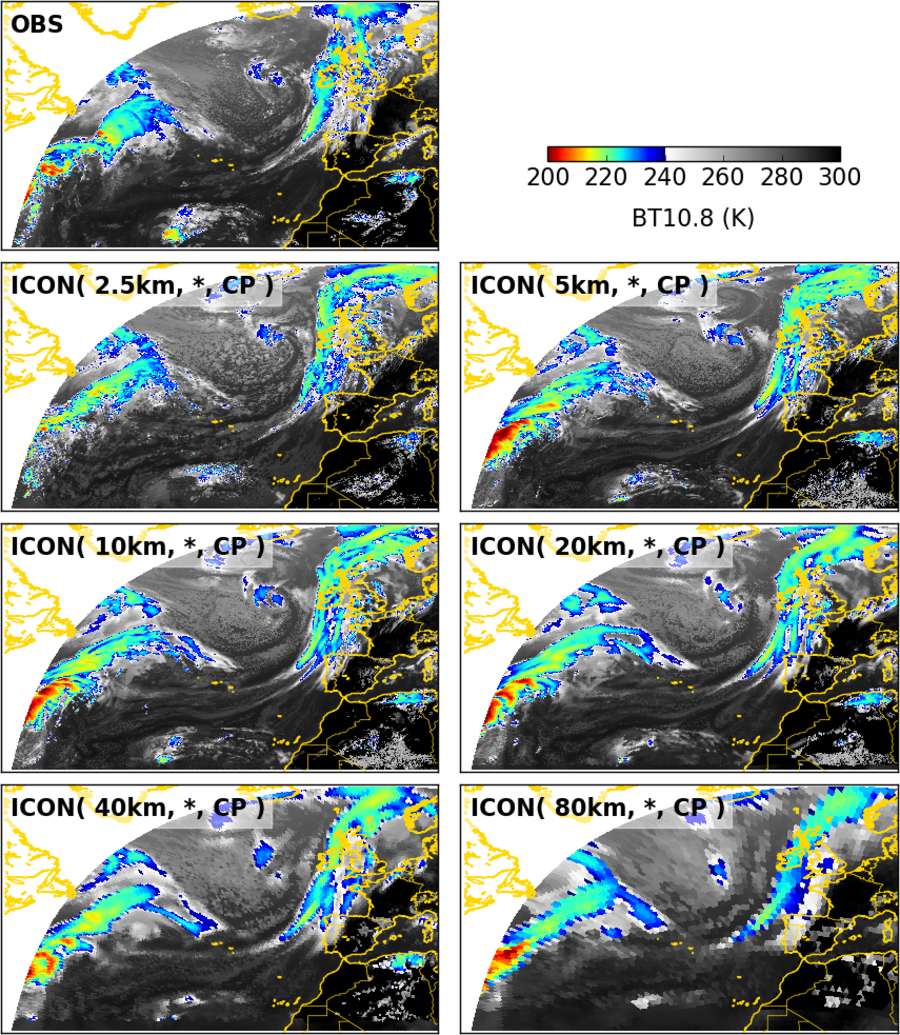 OBS
200 220 240 260 280 300
BT10.8 (K)
ICON( 2.5km, *, CP )
ICON( 5km, *, CP )
ICON( 10km, *, CP )
ICON( 20km, *, CP )
ICON( 40km, *, CP )
ICON( 80km, *, CP )